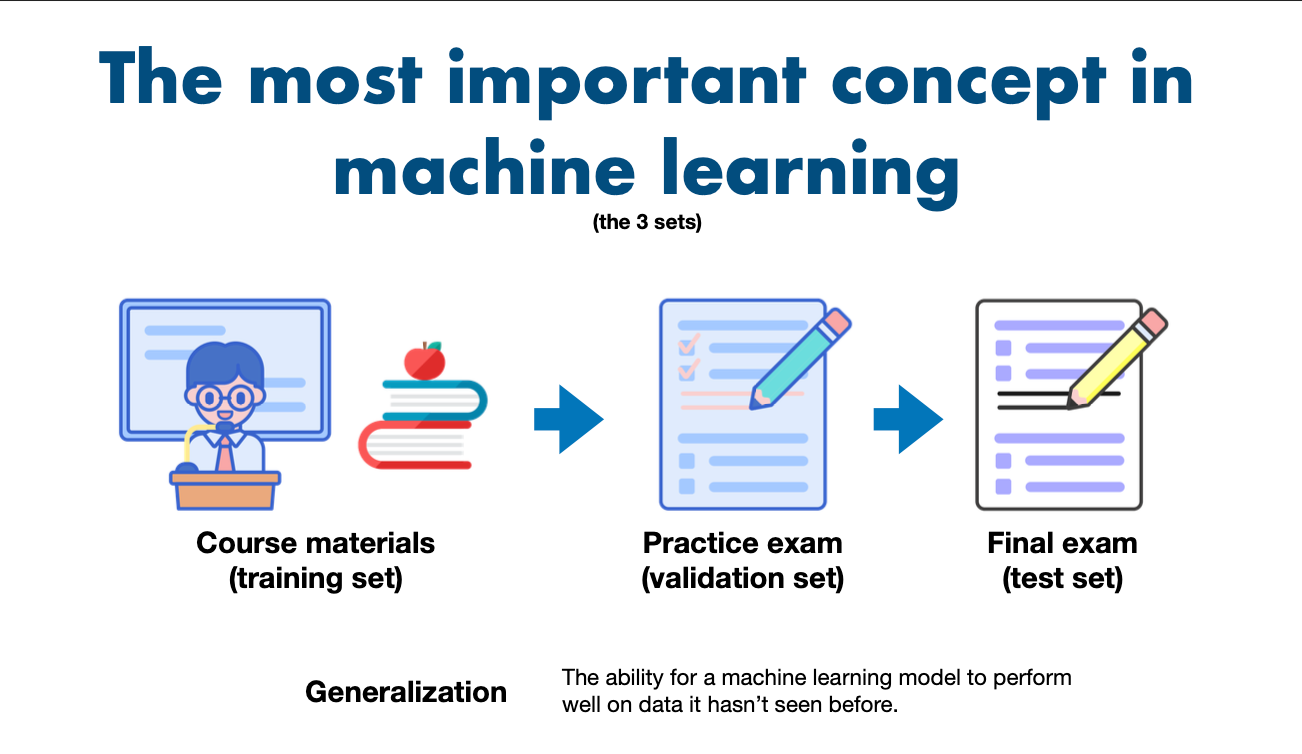 The most important concept in
machine learning
(the 3 sets)
Course materials
(training set)
Practice exam
(validation set)
Final exam
(test set)
Generalization
The ability for a machine learning model to perform
well on data it hasn’t seen before.